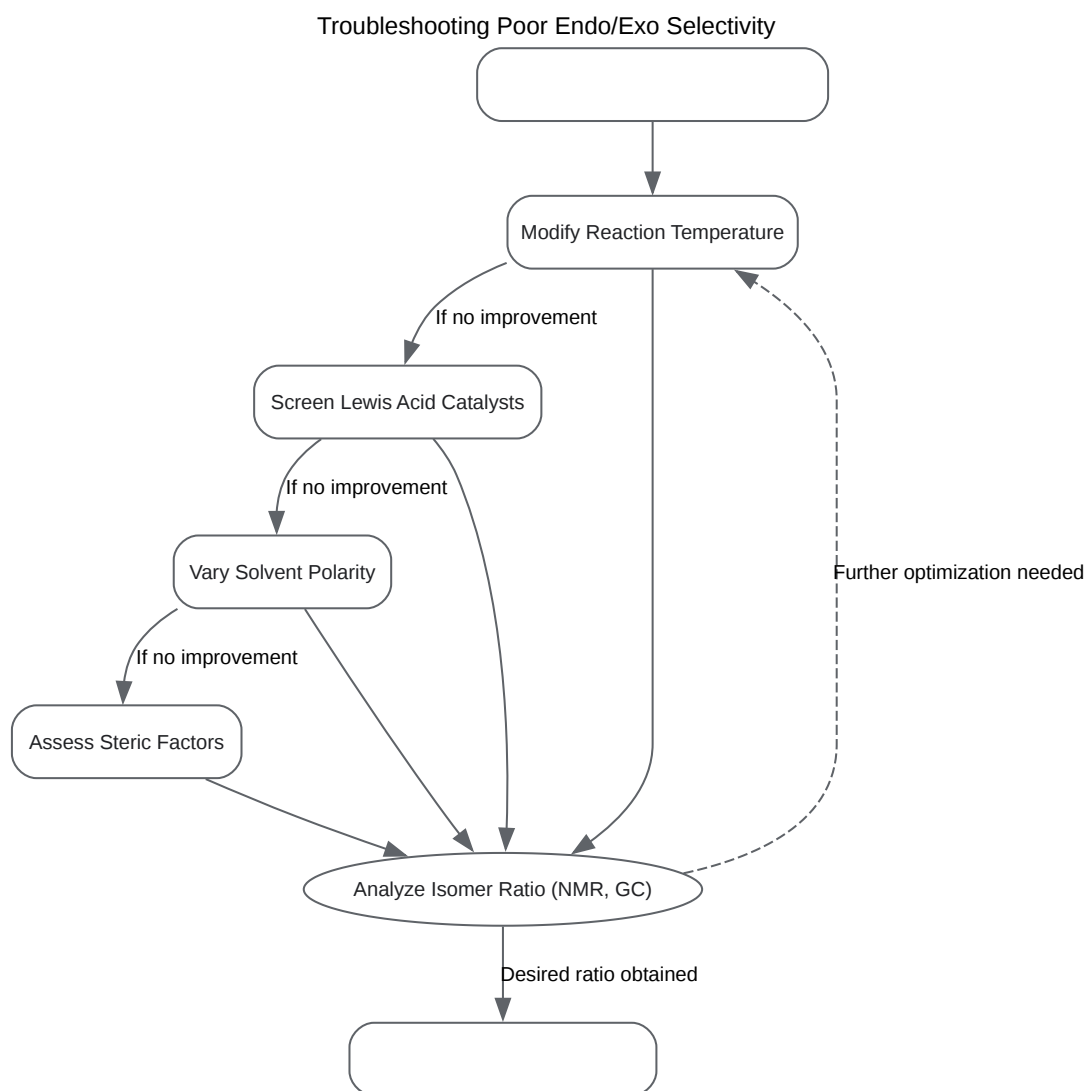 Troubleshooting Poor Endo/Exo Selectivity
Modify Reaction Temperature
If no improvement
Screen Lewis Acid Catalysts
If no improvement
Vary Solvent Polarity
Further optimization needed
If no improvement
Assess Steric Factors
Analyze Isomer Ratio (NMR, GC)
Desired ratio obtained